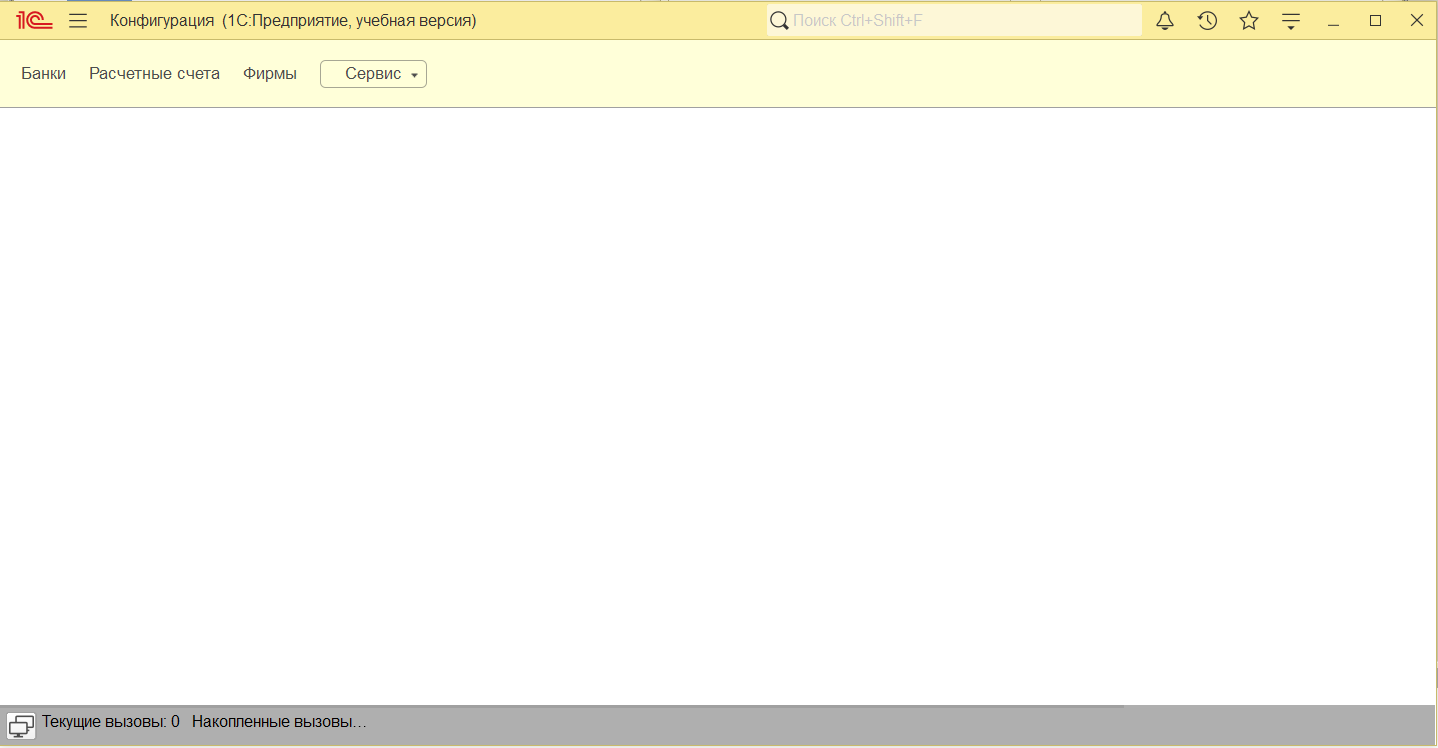 1С Конфигурация (1С:Предприятие, учебная версия) Поиск Ctrl+Shift+F
Банки Расчетные счета Фирмы Сервис
Текущие вызовы: 0 Накопленные вызовы...